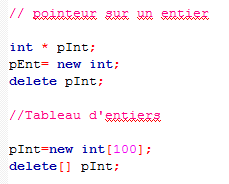 // pointeur sur un entier
int * pInt;
pEnt= new int;
delete pInt;
//Tableau d'entiers
pInt=new int[100];
delete[] pInt;